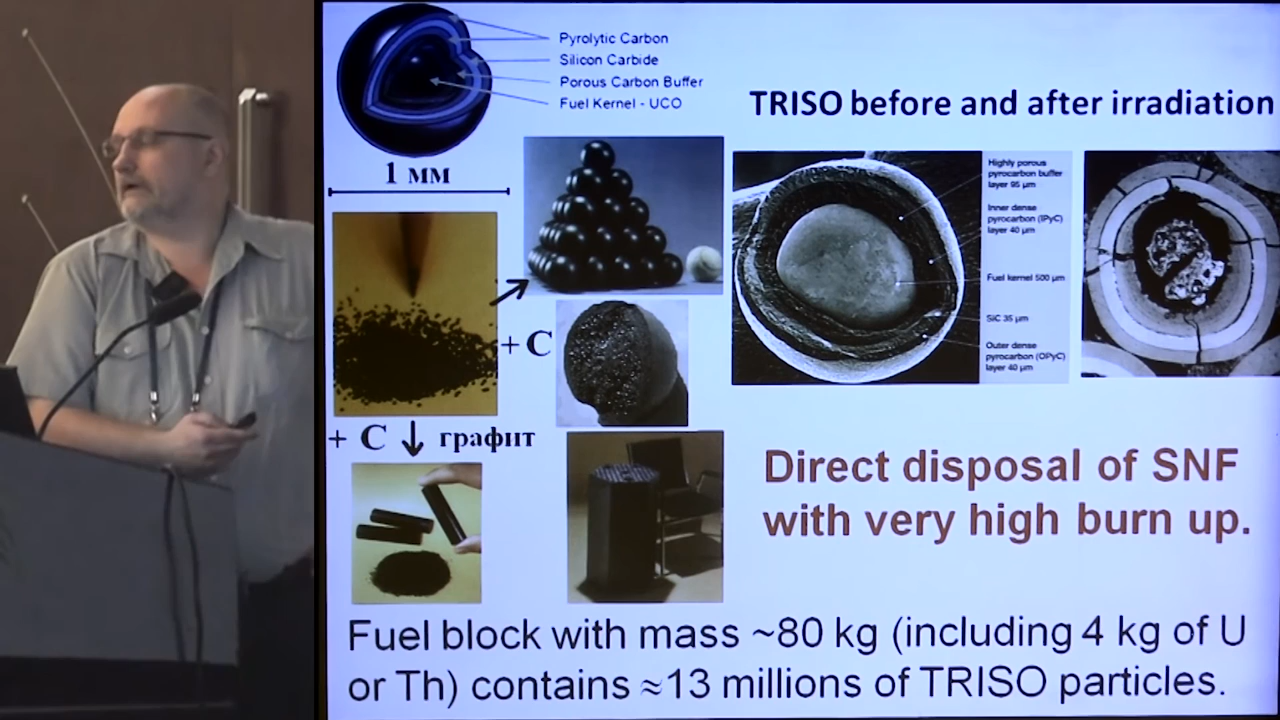 Pyrolytic Carbon
Silicon Carbide
Porous Carbon Buffer
Fuel Kernel - UCO
TRISO before and after irradiation
1 мм
Highly porous
pyrocarbon buffer
layer 95 µm
Inner dense
pyrocarbon (IPyC)
layer 40 µm
Fuel kernel 500 µm
SiC 35 µm
Outer dense
pyrocarbon (OPyC)
layer 40 µm
+ C
+ C
графит
Direct disposal of SNF
with very high burn up.
Fuel block with mass ~80 kg (including 4 kg of U
or Th) contains ≈13 millions of TRISO particles.